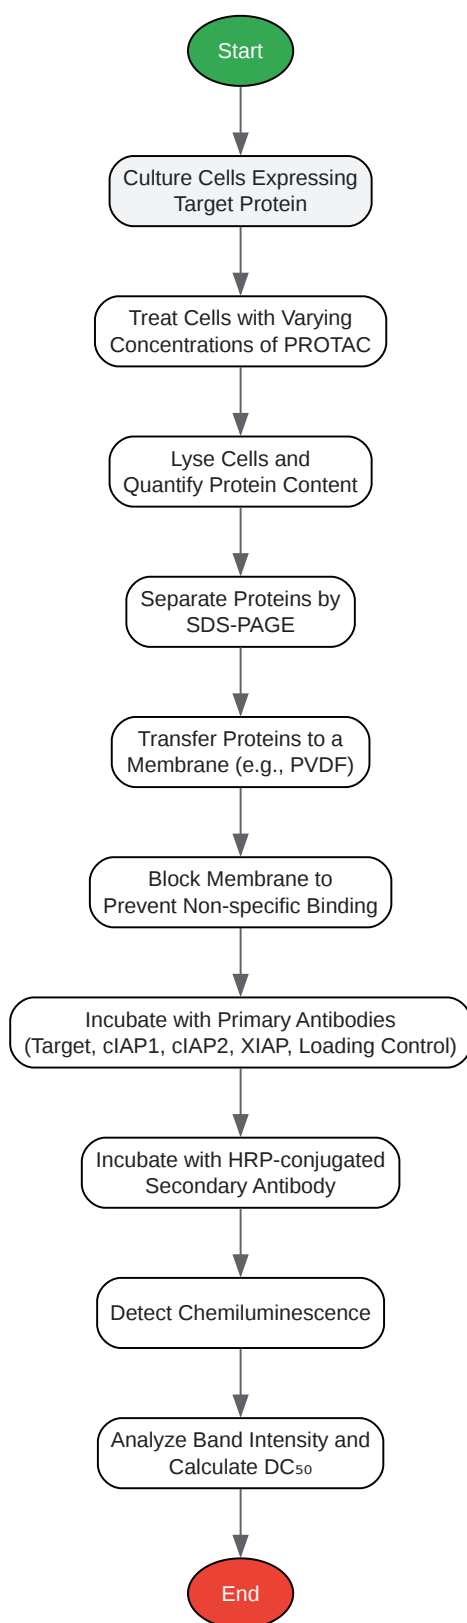 Start
Culture Cells Expressing
Target Protein
Treat Cells with Varying
Concentrations of PROTAC
Lyse Cells and
Quantify Protein Content
Separate Proteins by
SDS-PAGE
Transfer Proteins to a
Membrane (e.g., PVDF)
Block Membrane to
Prevent Non-specific Binding
Incubate with Primary Antibodies
(Target, cIAP1, cIAP2, XIAP, Loading Control)
Incubate with HRP-conjugated
Secondary Antibody
Detect Chemiluminescence
Analyze Band Intensity and
Calculate DC₅₀
End